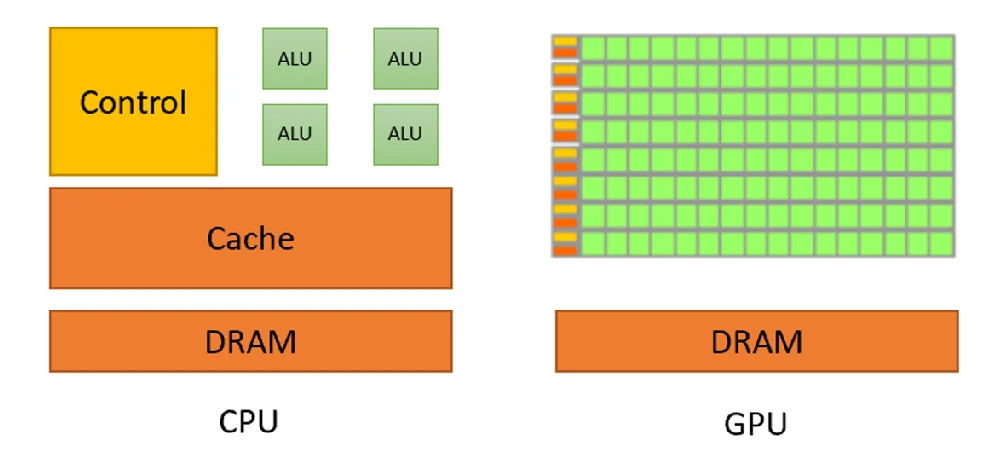 Control
ALU ALU
ALU ALU
Cache
DRAM
CPU
DRAM
GPU